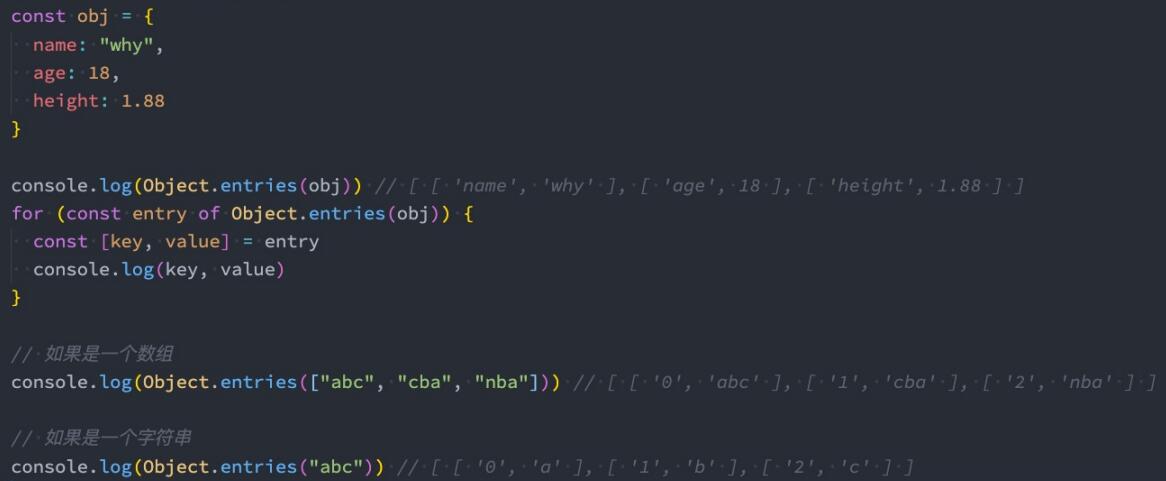 const obj = {
  name: "why",
  age: 18,
  height: 1.88
}
console.log(Object.entries(obj)) // [ [ 'name', 'why' ], [ 'age', 18 ], [ 'height', 1.88 ] ]
for (const entry of Object.entries(obj)) {
  const [key, value] = entry
  console.log(key, value)
}
// 如果是一个数组
console.log(Object.entries(["abc", "cba", "nba"])) // [ [ '0', 'abc' ], [ '1', 'cba' ], [ '2', 'nba' ] ]
// 如果是一个字符串
console.log(Object.entries("abc")) // [ [ '0', 'a' ], [ '1', 'b' ], [ '2', 'c' ] ]